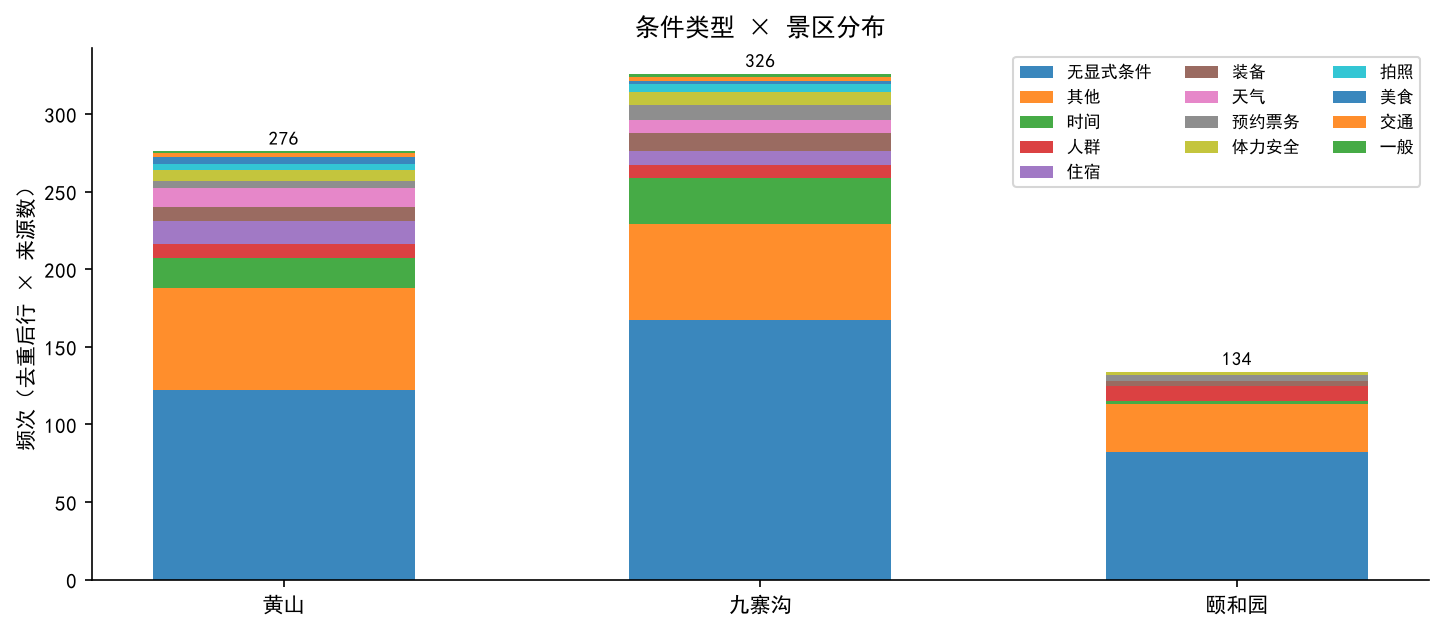 条件类型 × 景区分布
频次（去重后行 × 来源数）
300
250
200
150
100
50
0
276
326
134
黄山
九寨沟
颐和园
无显式条件
其他
时间
人群
住宿
装备
天气
预约票务
体力安全
拍照
美食
交通
一般